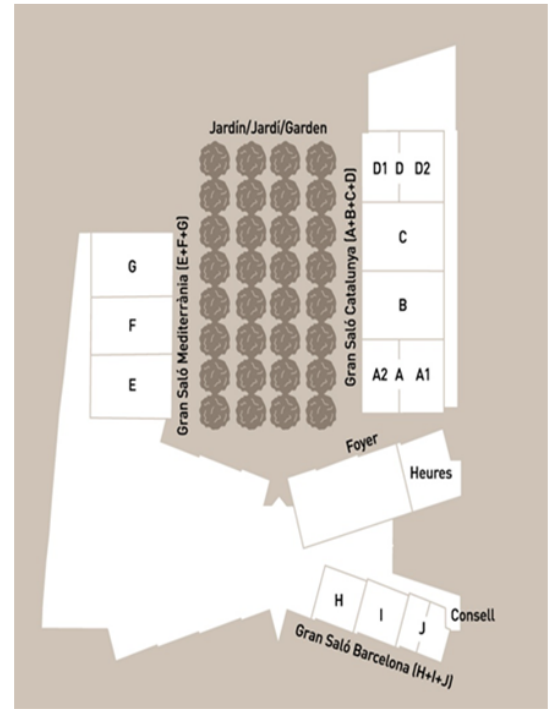 Jardín/Jardí/Garden
D1 D D2
C
B
A2 A A1
Gran Saló Catalunya (A+B+C+D)
G
F
E
Gran Saló Mediterrània (E+F+G)
Foyer
Heures
H
I
J
Consell
Gran Saló Barcelona (H+I+J)